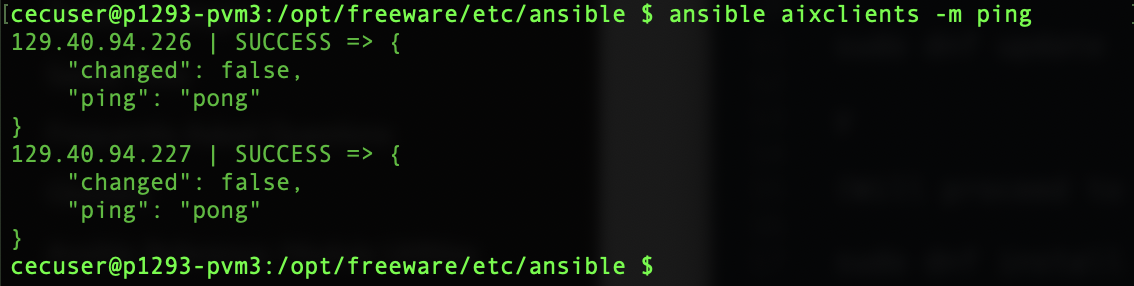 [cecuser@p1293-pvm3:/opt/freeware/etc/ansible $ ansible aixclients -m ping
129.40.94.226 | SUCCESS => {
    "changed": false,
    "ping": "pong"
}
129.40.94.227 | SUCCESS => {
    "changed": false,
    "ping": "pong"
}
cecuser@p1293-pvm3:/opt/freeware/etc/ansible $